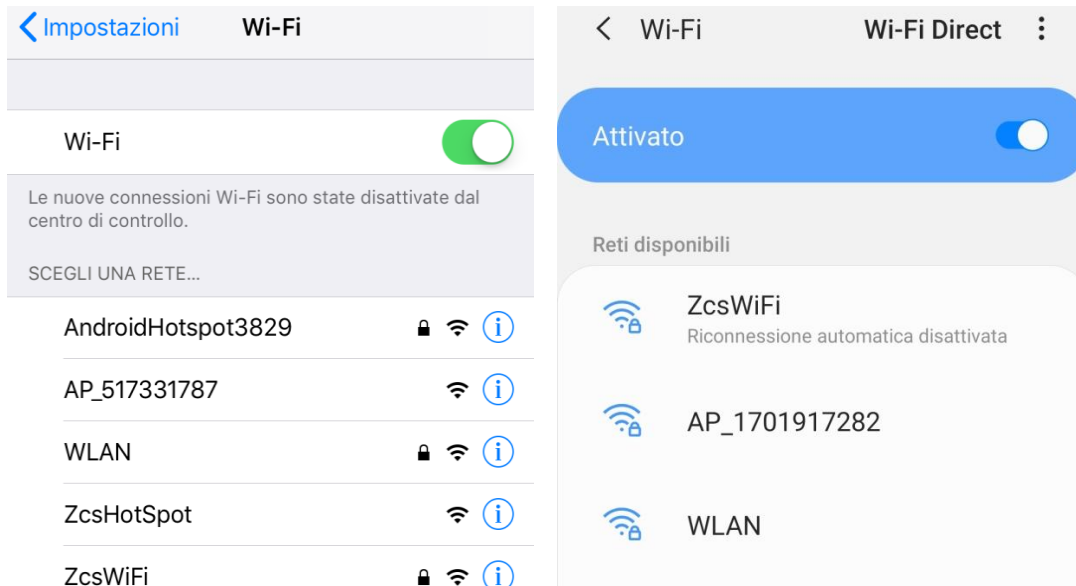 Impostazioni Wi-Fi
Wi-Fi
Le nuove connessioni Wi-Fi sono state disattivate dal
centro di controllo.
SCEGLI UNA RETE...
AndroidHotspot3829
AP_517331787
WLAN
ZcsHotSpot
ZcsWiFi
Wi-Fi Wi-Fi Direct
Attivato
Reti disponibili
ZcsWiFi
Riconnessione automatica disattivata
AP_1701917282
WLAN